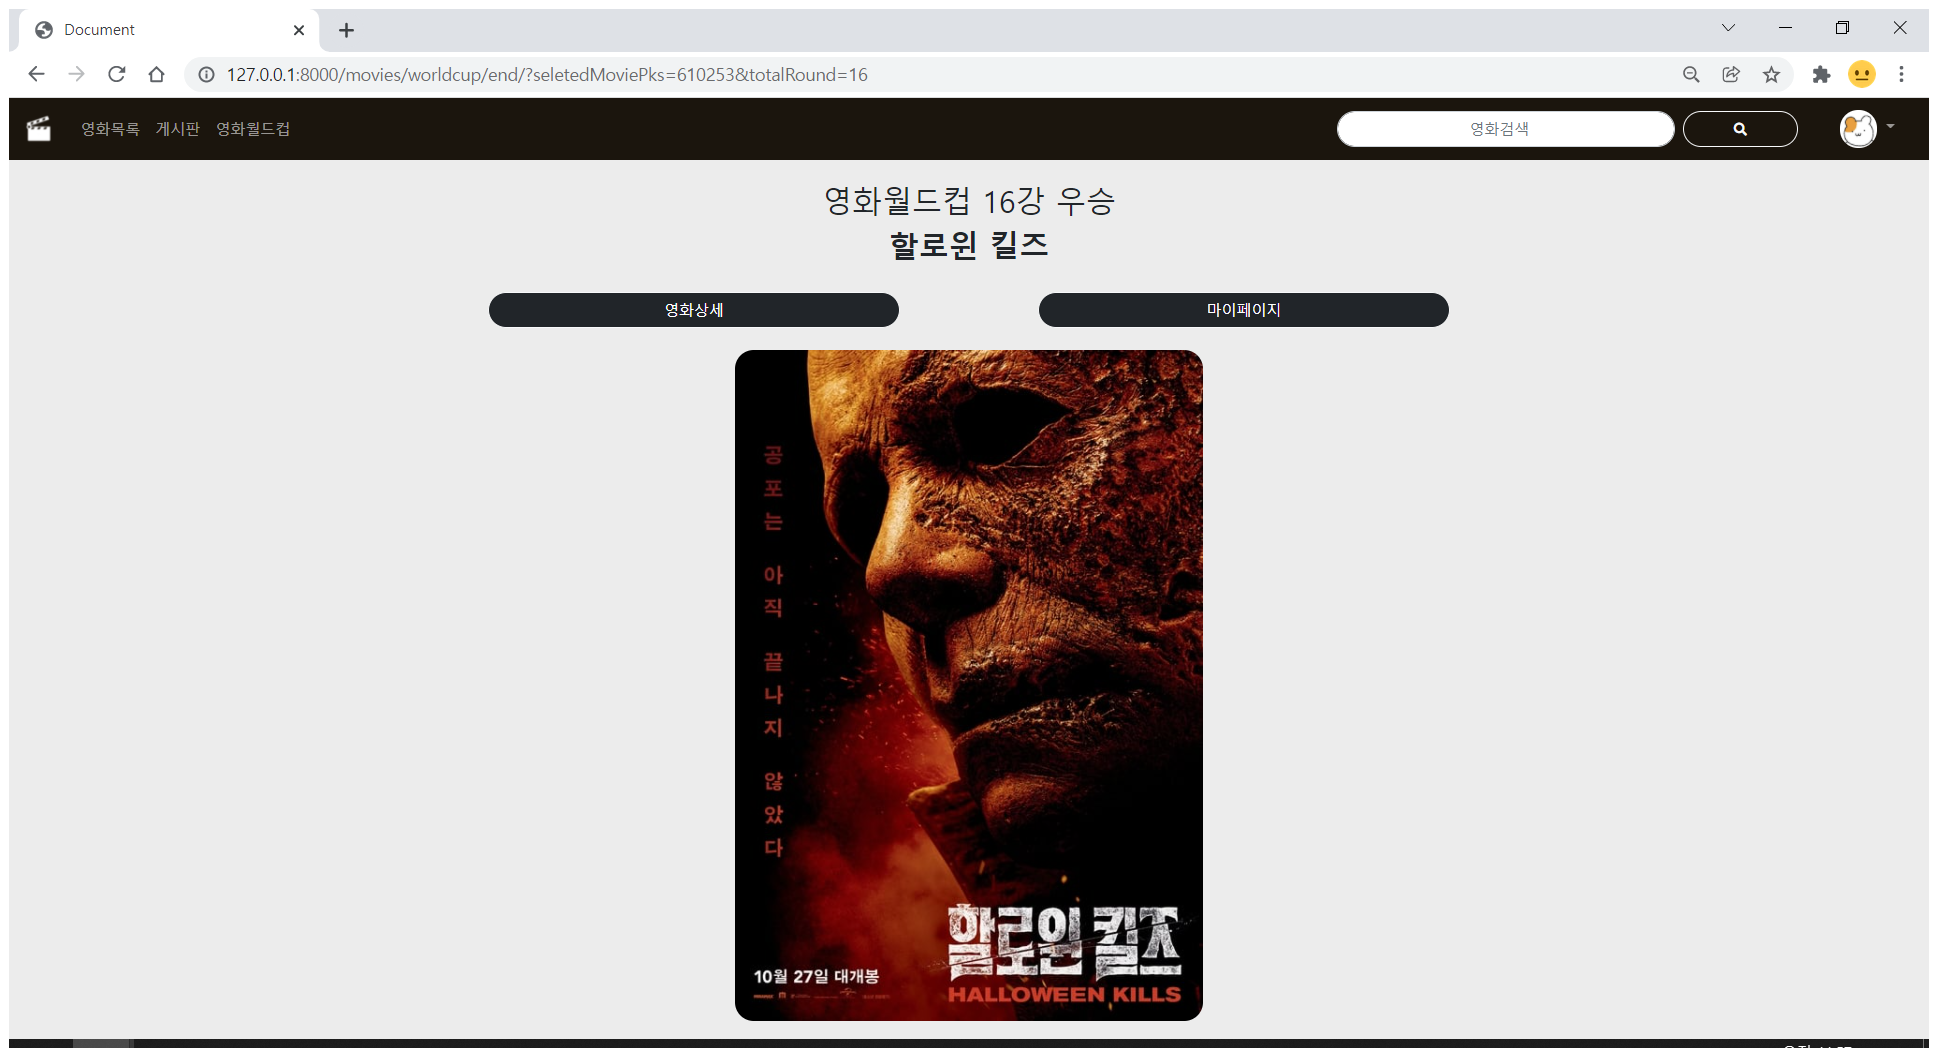 Document
127.0.0.1:8000/movies/worldcup/end/?seletedMoviePks=610253&totalRound=16
영화목록 게시판 영화월드컵
영화검색
영화월드컵 16강 우승
할로윈 킬즈
영화상세
마이페이지
공포는 아직 끝나지 않았다
할로윈 킬즈
10월 27일 대개봉
HALLOWEEN KILLS